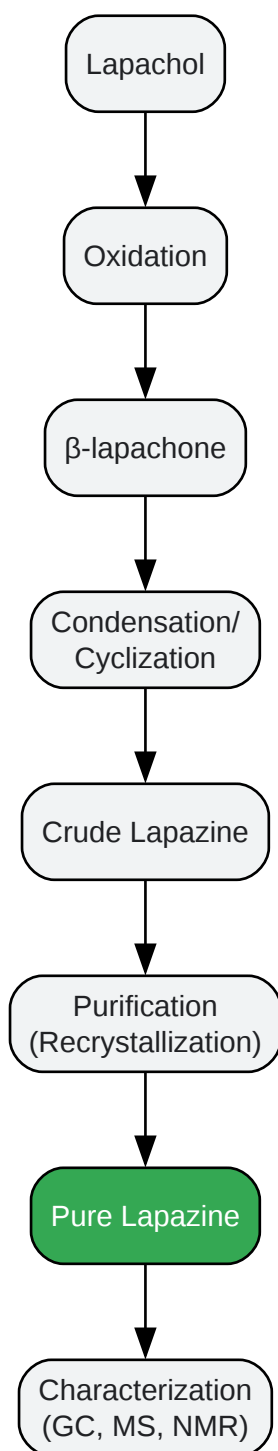 Lapachol
Oxidation
β-lapachone
Condensation/
Cyclization
Crude Lapazine
Purification
(Recrystallization)
Pure Lapazine
Characterization
(GC, MS, NMR)